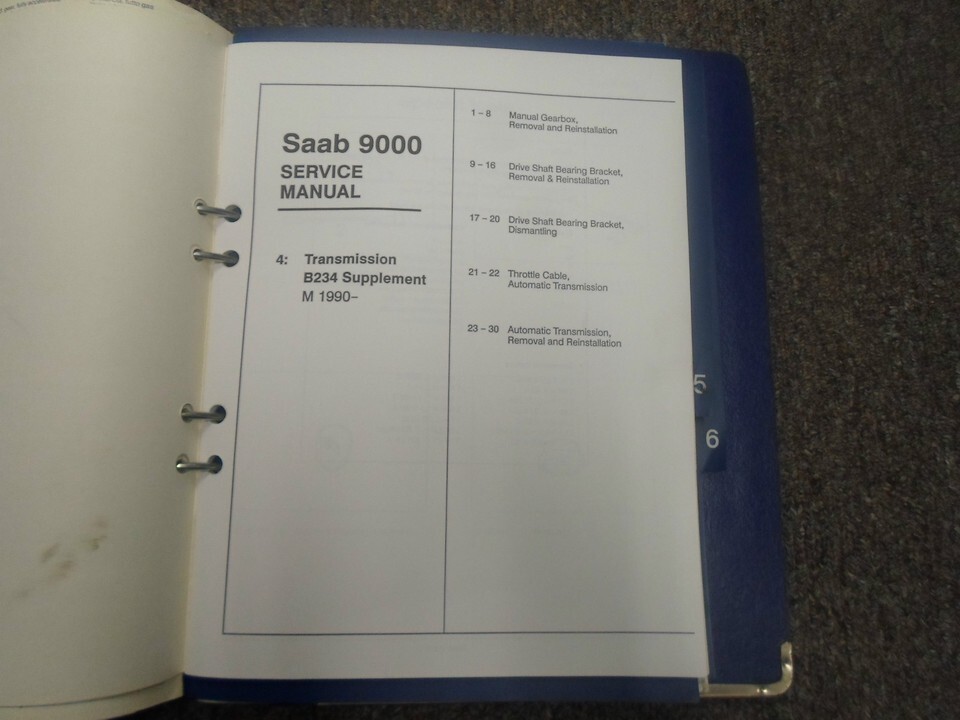 Saab 9000
SERVICE
MANUAL
4: Transmission
B234 Supplement
M 1990–
1 – 8 Manual Gearbox,
Removal and Reinstallation
9 – 16 Drive Shaft Bearing Bracket,
Removal & Reinstallation
17 – 20 Drive Shaft Bearing Bracket,
Dismantling
21 – 22 Throttle Cable,
Automatic Transmission
23 – 30 Automatic Transmission,
Removal and Reinstallation
5
6